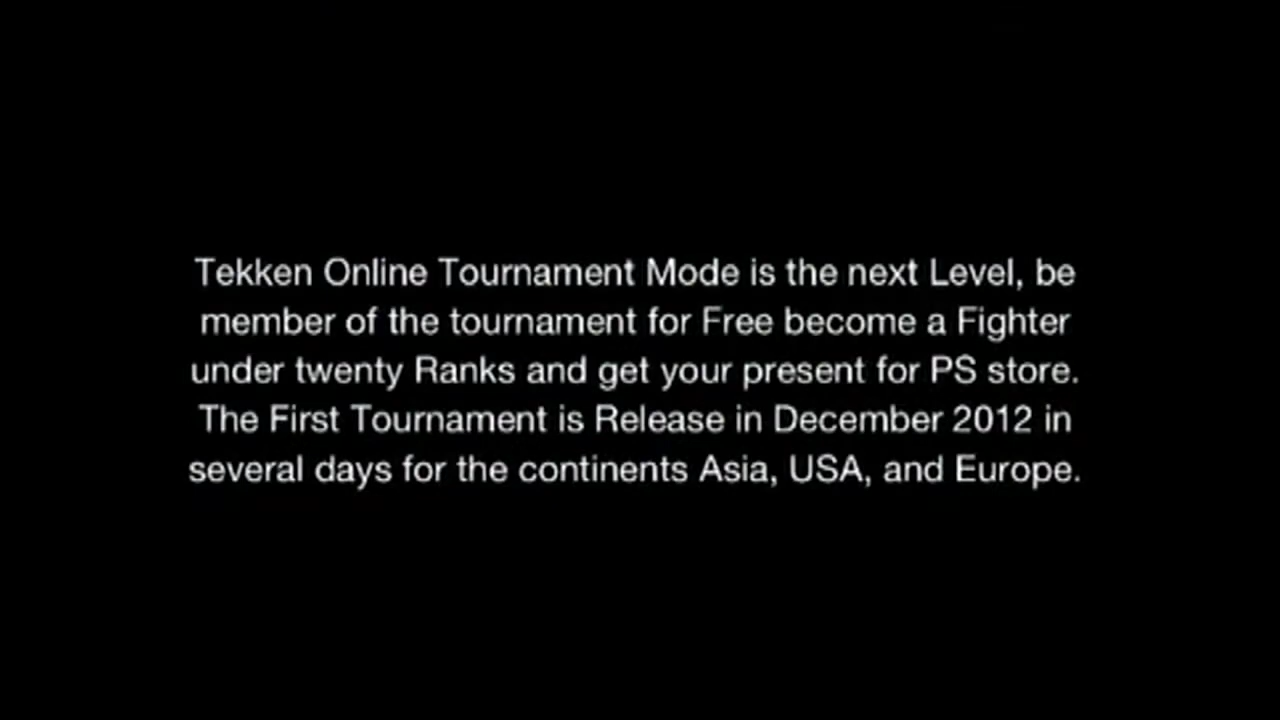 Tekken Online Tournament Mode is the next Level, be
member of the tournament for Free become a Fighter
under twenty Ranks and get your present for PS store.
The First Tournament is Release in December 2012 in
several days for the continents Asia, USA, and Europe.